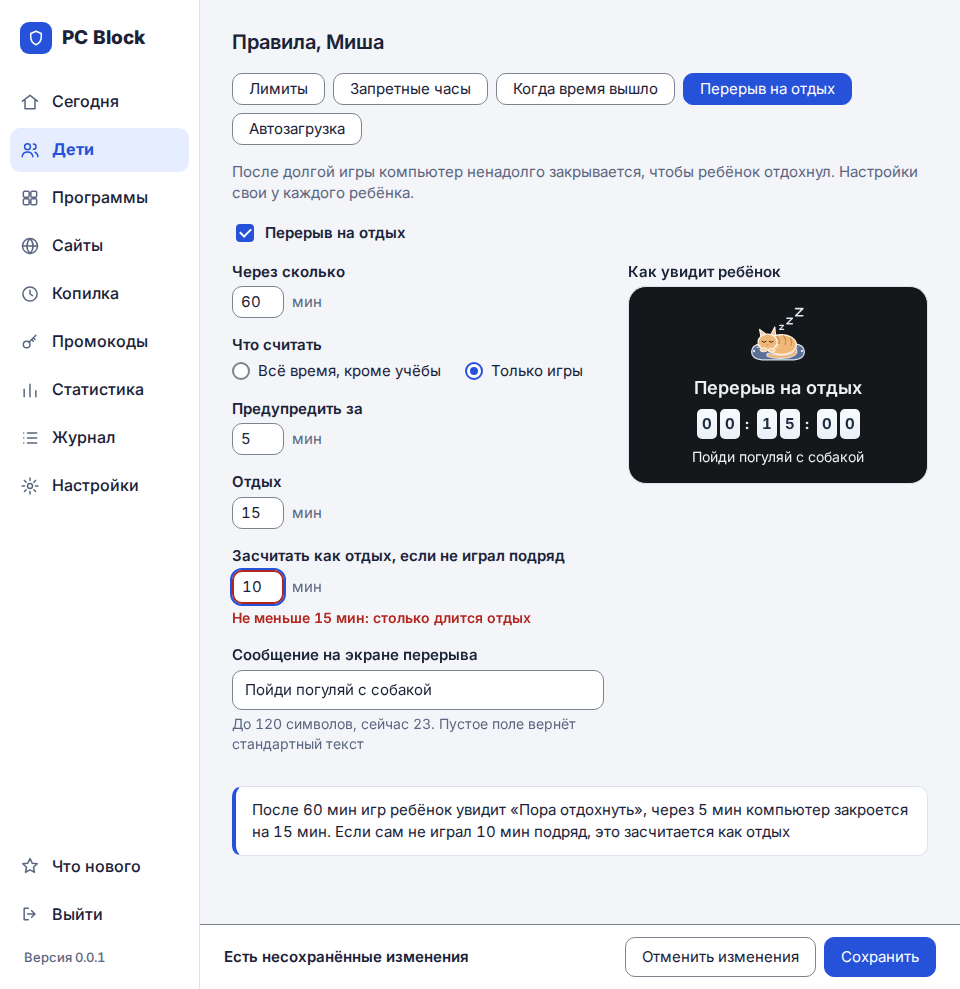 PC Block
Сегодня
Дети
Программы
Сайты
Копилка
Промокоды
Статистика
Журнал
Настройки
Что нового
Выйти
Версия 0.0.1
Правила, Миша
Лимиты
Запретные часы
Когда время вышло
Перерыв на отдых
Автозагрузка
После долгой игры компьютер ненадолго закрывается, чтобы ребёнок отдохнул. Настройки
свои у каждого ребёнка.
Перерыв на отдых
Через сколько
60 мин
Что считать
Всё время, кроме учёбы
Только игры
Предупредить за
5 мин
Отдых
15 мин
Засчитать как отдых, если не играл подряд
10 мин
Не меньше 15 мин: столько длится отдых
Сообщение на экране перерыва
Пойди погуляй с собакой
До 120 символов, сейчас 23. Пустое поле вернёт
стандартный текст
Как увидит ребёнок
z z Z
Перерыв на отдых
00:15:00
Пойди погуляй с собакой
После 60 мин игр ребёнок увидит «Пора отдохнуть», через 5 мин компьютер закроется
на 15 мин. Если сам не играл 10 мин подряд, это засчитается как отдых
Есть несохранённые изменения
Отменить изменения
Сохранить